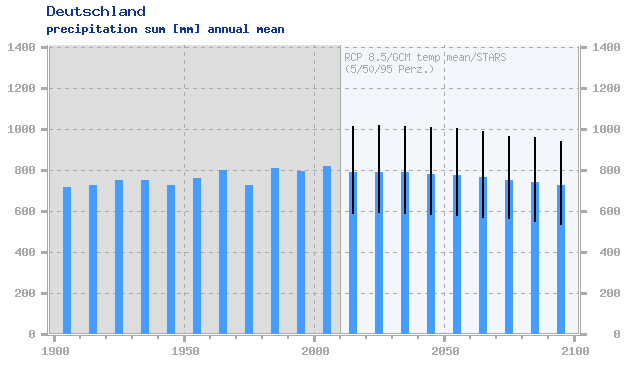 Deutschland
precipitation sum [mm] annual mean
1400 1400
RCP 8.5/GCM temp mean/STARS
(5/50/95 Perz.)
1200 1200
1000 1000
800 800
600 600
400 400
200 200
0 0
1900 1950 2000 2050 2100